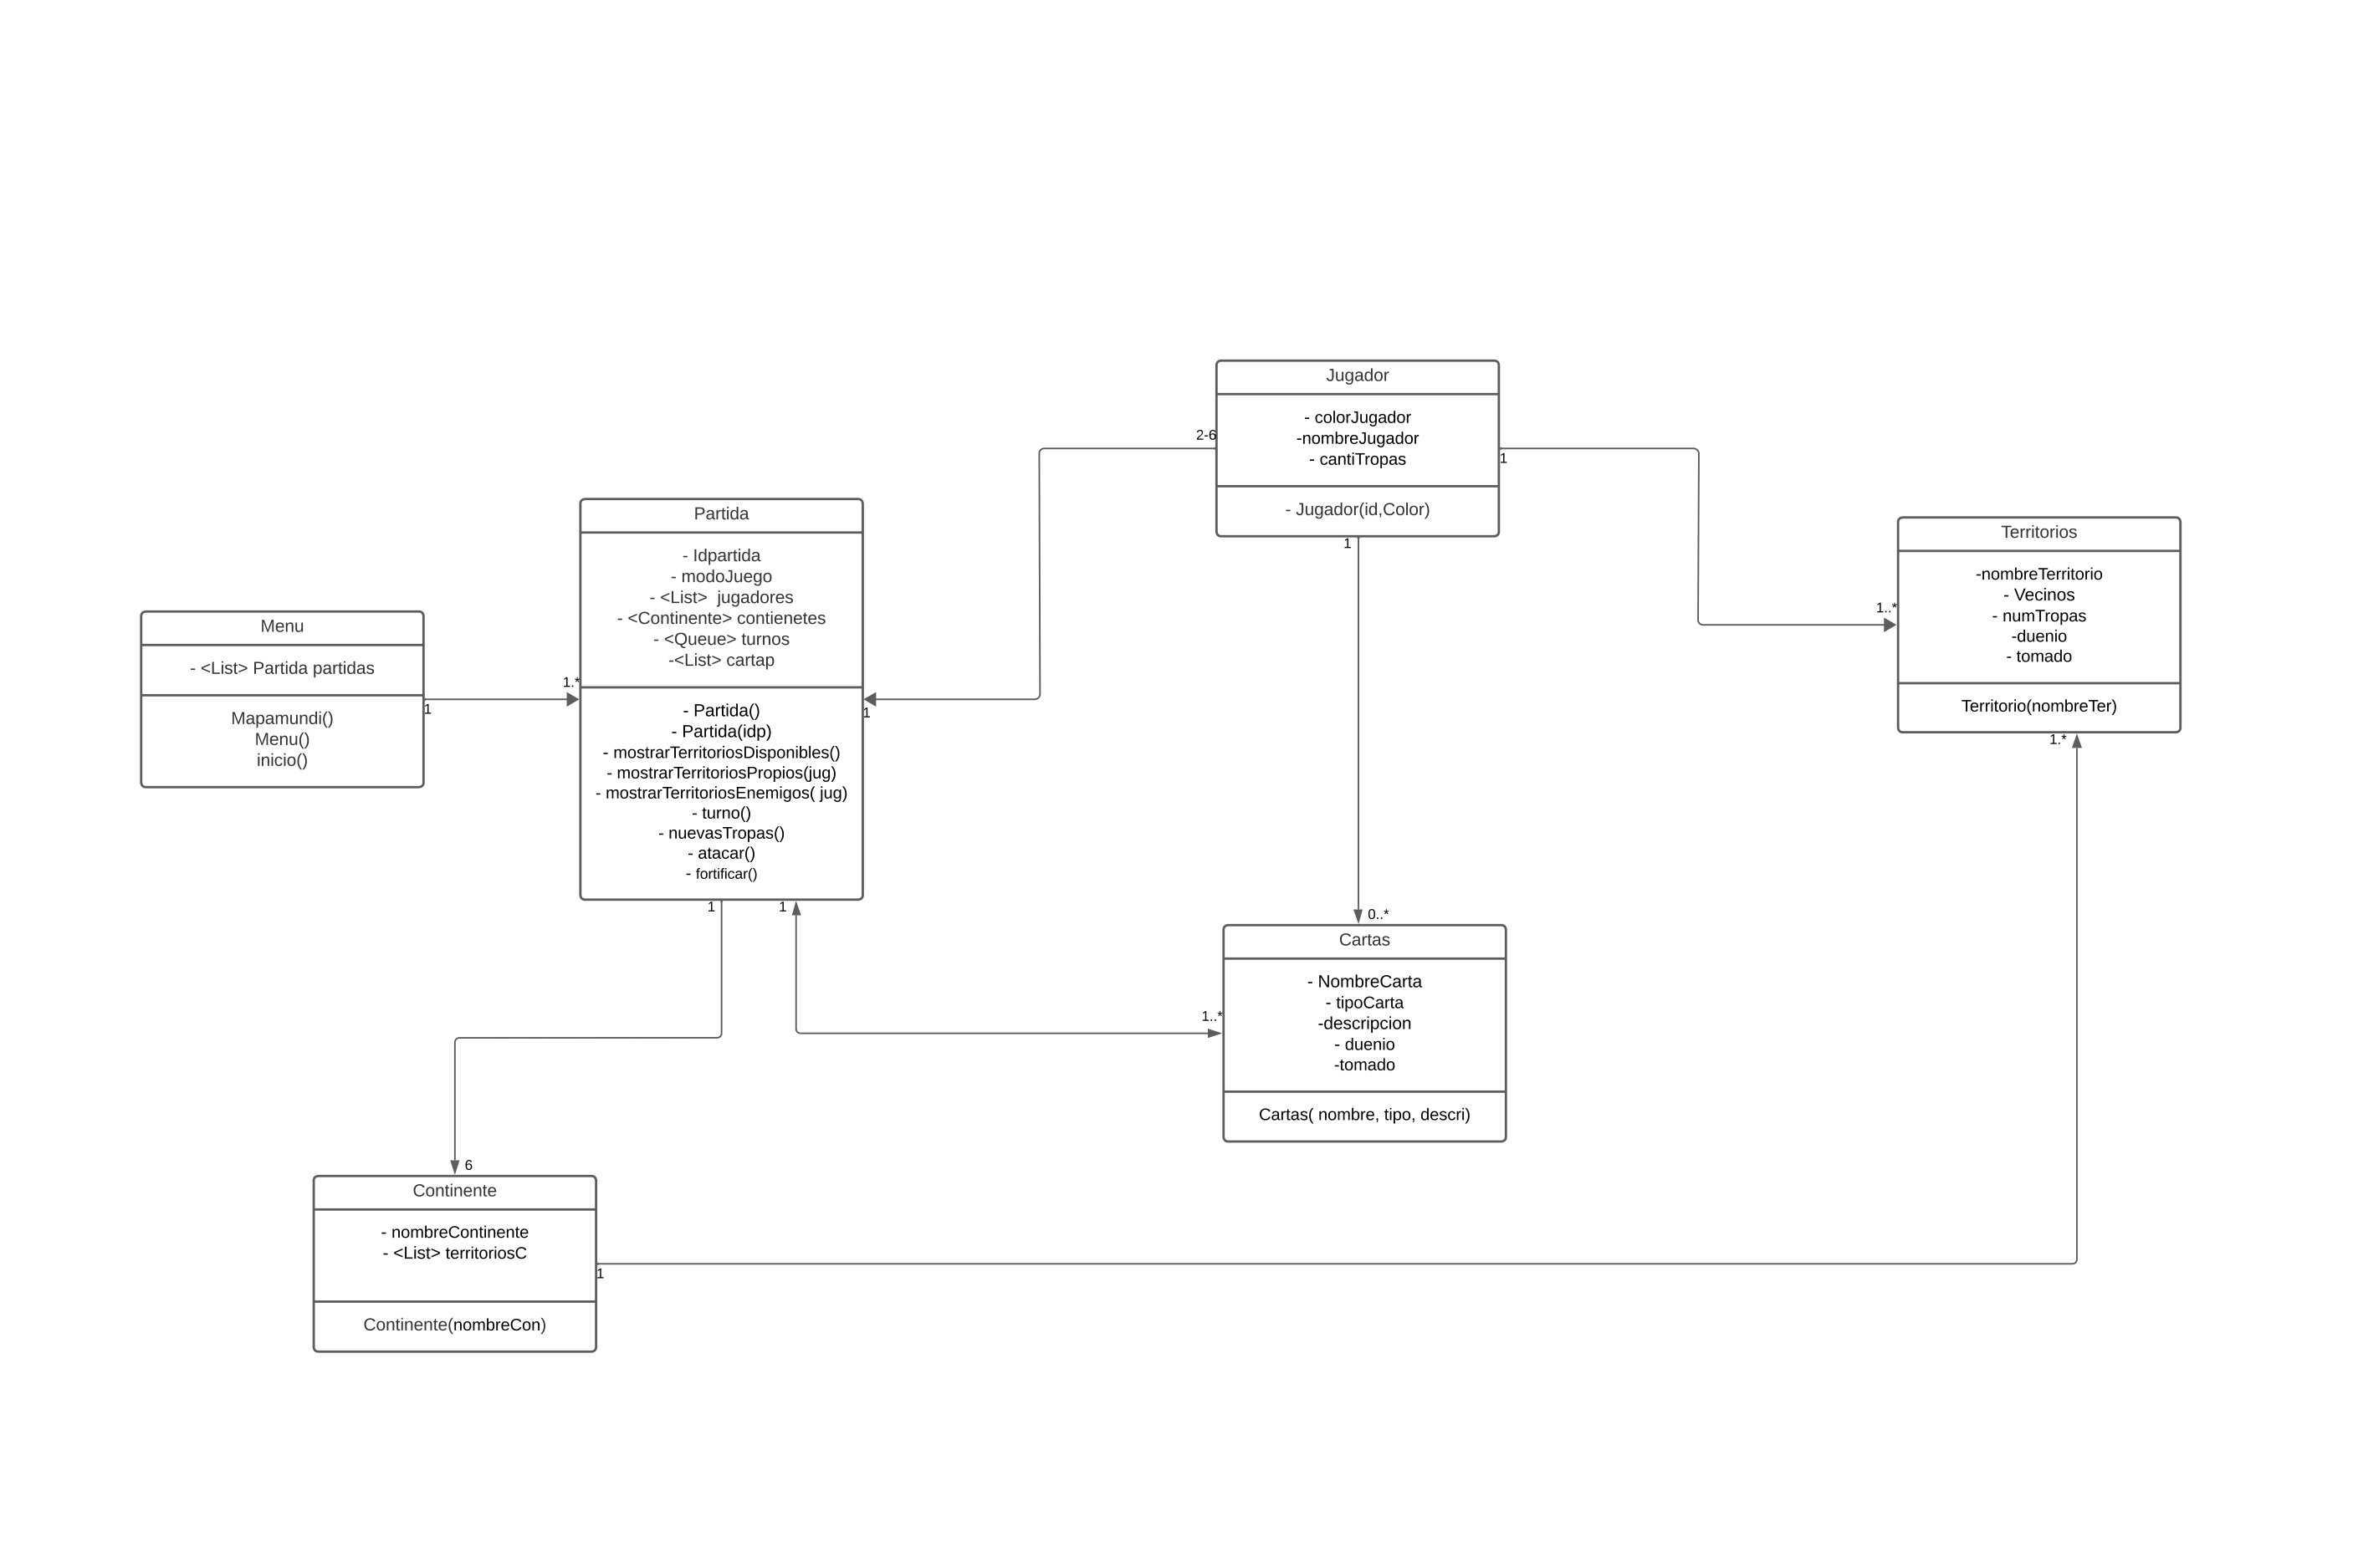 Menu
- <List> Partida partidas
Mapamundi()
Menu()
inicio()
1
1.*
Partida
- Idpartida
- modoJuego
- <List>  jugadores
- <Continente> contienetes
- <Queue> turnos
-<List> cartap
- Partida()
- Partida(idp)
- mostrarTerritoriosDisponibles()
- mostrarTerritoriosPropios(jug)
- mostrarTerritoriosEnemigos( jug)
- turno()
- nuevasTropas()
- atacar()
- fortificar()
1
1
1
2-6
Jugador
- colorJugador
-nombreJugador
- cantiTropas
- Jugador(id,Color)
1
1
1..*
Territorios
-nombreTerritorio
- Vecinos
- numTropas
-duenio
- tomado
Territorio(nombreTer)
1.*
0..*
1..*
Cartas
- NombreCarta
- tipoCarta
-descripcion
- duenio
-tomado
Cartas( nombre, tipo, descri)
6
Continente
- nombreContinente
- <List> territoriosC
Continente(nombreCon)
1